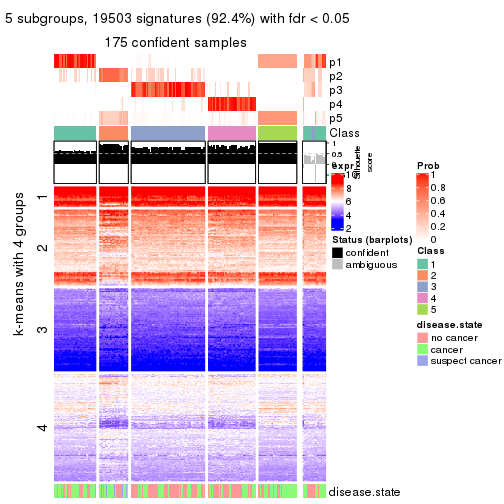 5 subgroups, 19503 signatures (92.4%) with fdr < 0.05
175 confident samples
p1
p2
p3
p4
p5
Class
1
0.5
0
Silhouette
score
k-means with 4 groups
1
2
3
4
disease.state
expr
8
6
4
2
Status (barplots)
confident
ambiguous
Prob
1
0.8
0.6
0.4
0.2
0
Class
1
2
3
4
5
disease.state
no cancer
cancer
suspect cancer